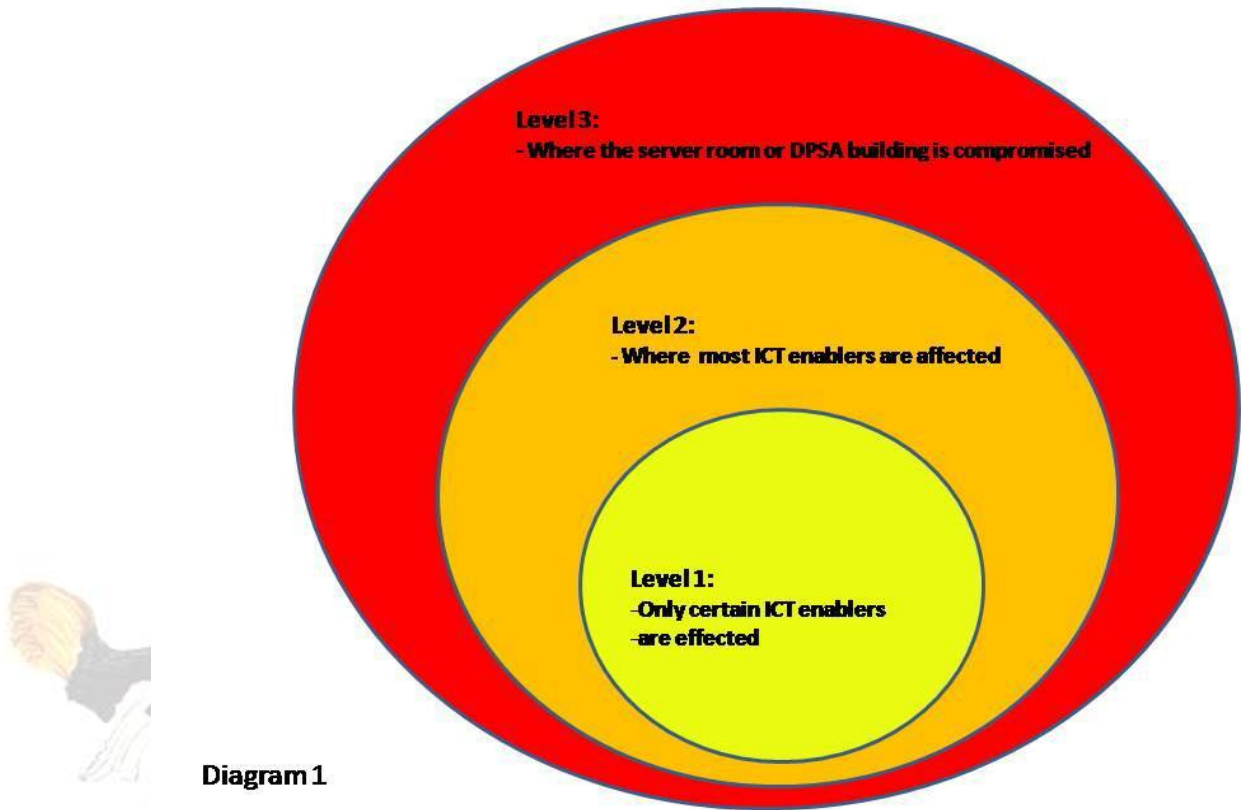 Level 3:
- Where the server room or DPSA building is compromised
Level 2:
- Where most ICT enablers are affected
Level 1:
-Only certain ICT enablers
-are effected
Diagram 1